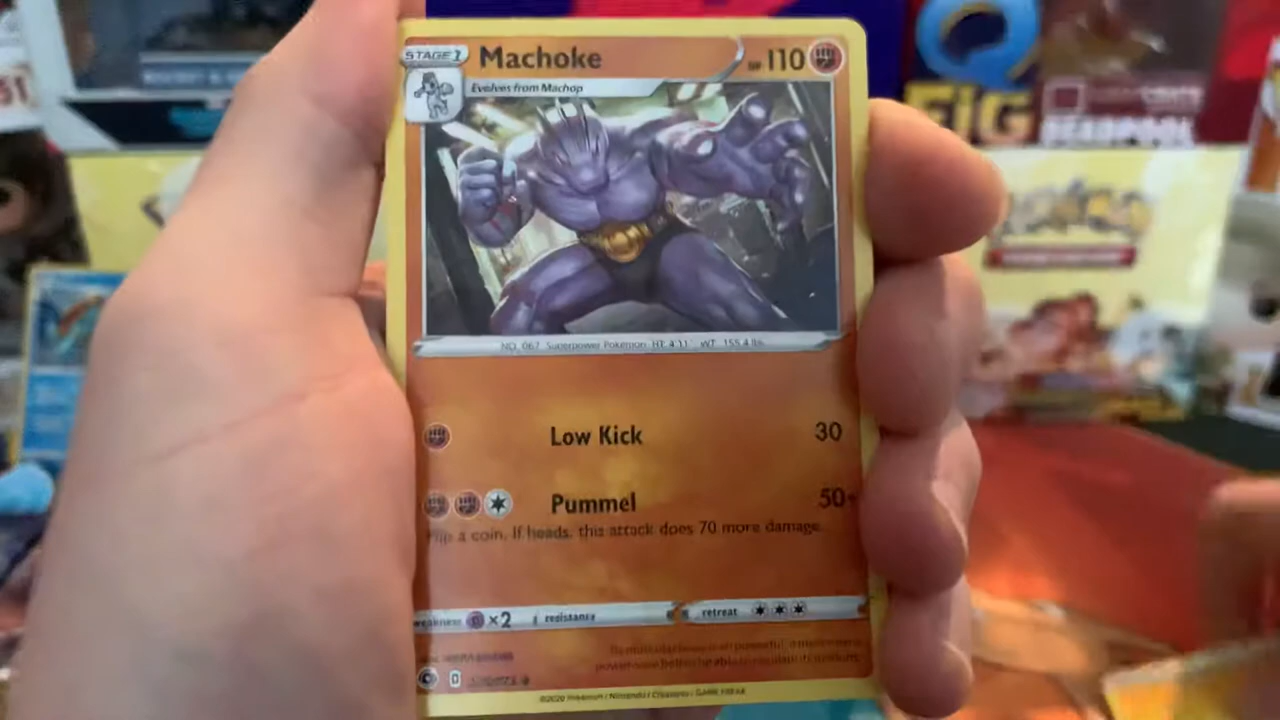 STAGE 1
Machoke
HP 110
Evolves from Machop
NO. 067 Superpower Pokémon HT: 4'11" WT: 155.4 lbs.
Low Kick 30
Pummel 50+
Flip a coin. If heads, this attack does 70 more damage.
weakness ×2 resistance retreat
©2020 Pokémon / Nintendo / Creatures / GAME FREAK
FiG
DEADPOOL